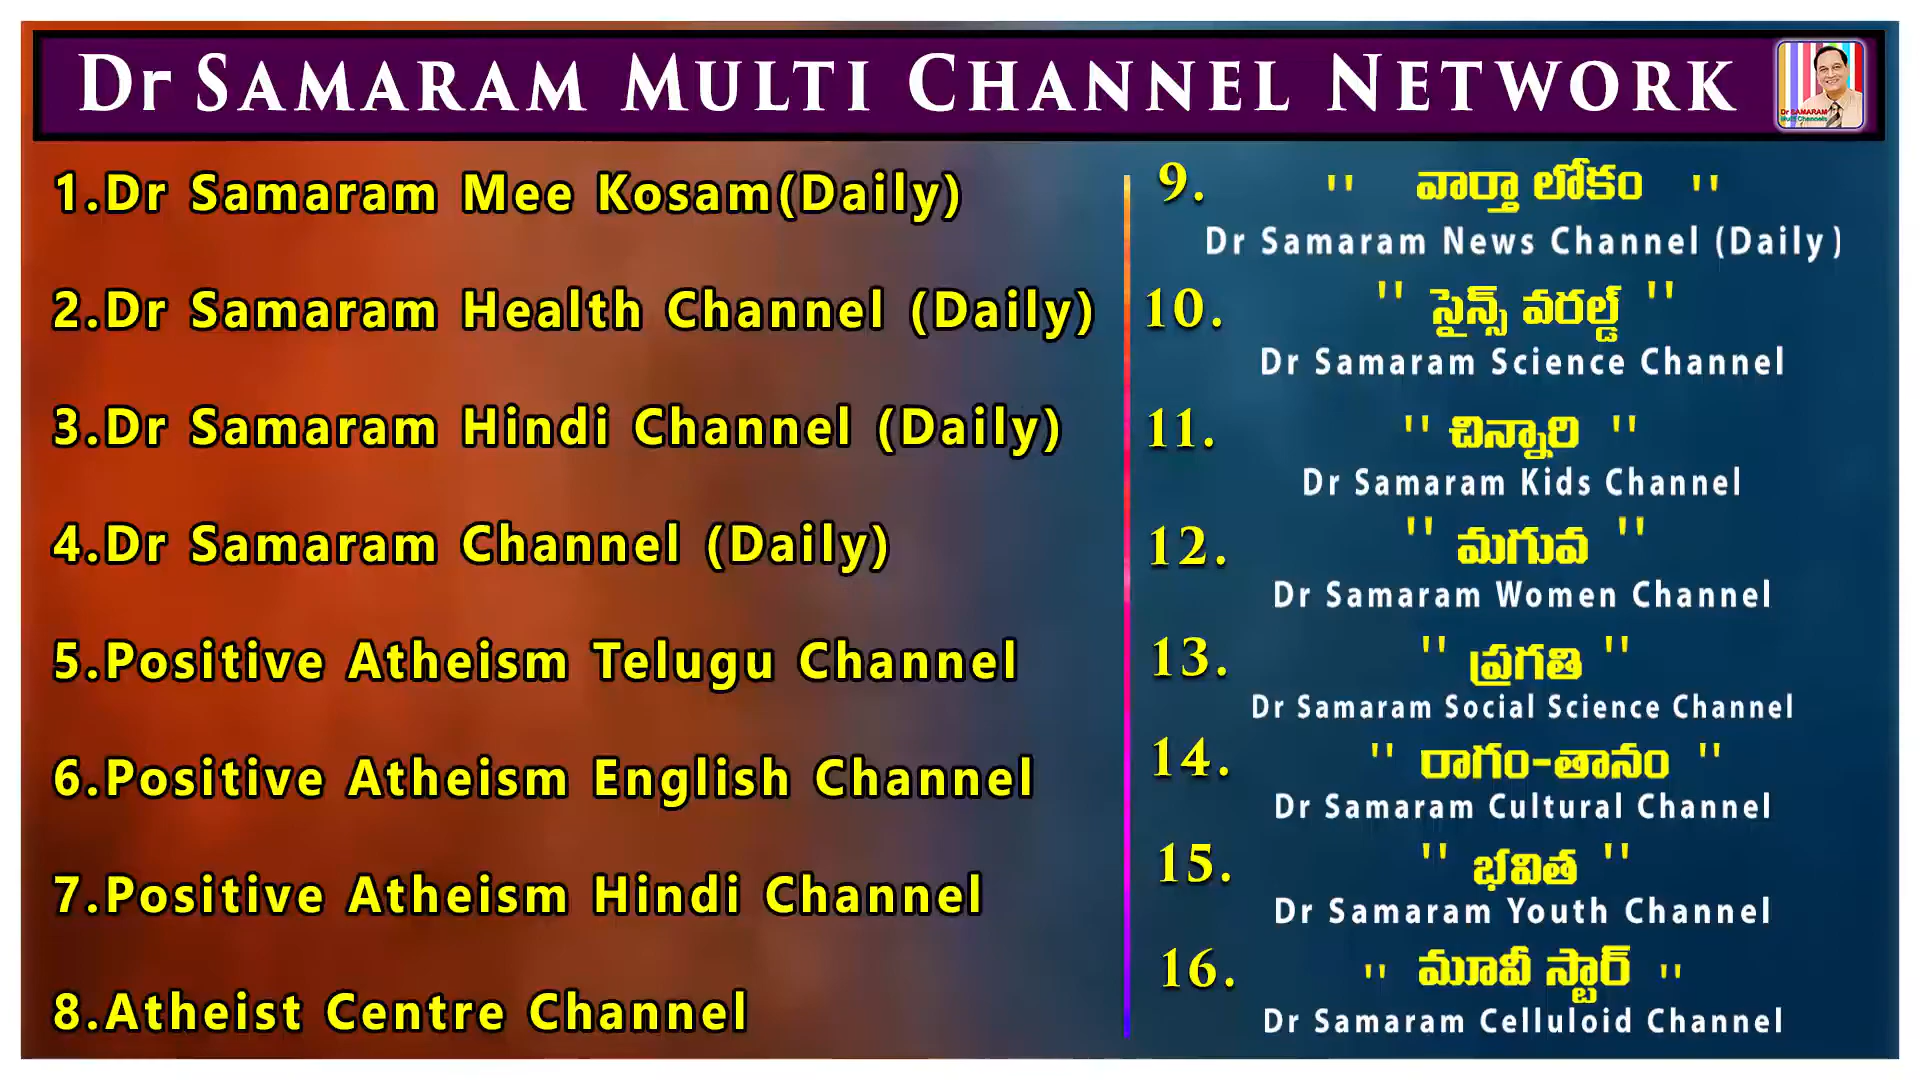 Dr SAMARAM MULTI CHANNEL NETWORK
Dr SAMARAM
Multi Channels
1.Dr Samaram Mee Kosam(Daily)
2.Dr Samaram Health Channel (Daily)
3.Dr Samaram Hindi Channel (Daily)
4.Dr Samaram Channel (Daily)
5.Positive Atheism Telugu Channel
6.Positive Atheism English Channel
7.Positive Atheism Hindi Channel
8.Atheist Centre Channel
9. '' వార్తా లోకం ''
Dr Samaram News Channel (Daily)
10. '' సైన్స్ వరల్డ్ ''
Dr Samaram Science Channel
11. '' చిన్నారి ''
Dr Samaram Kids Channel
12. '' మగువ ''
Dr Samaram Women Channel
13. '' ప్రగతి ''
Dr Samaram Social Science Channel
14. '' రాగం-తానం ''
Dr Samaram Cultural Channel
15. '' భవిత ''
Dr Samaram Youth Channel
16. '' మూవీ స్టార్ ''
Dr Samaram Celluloid Channel